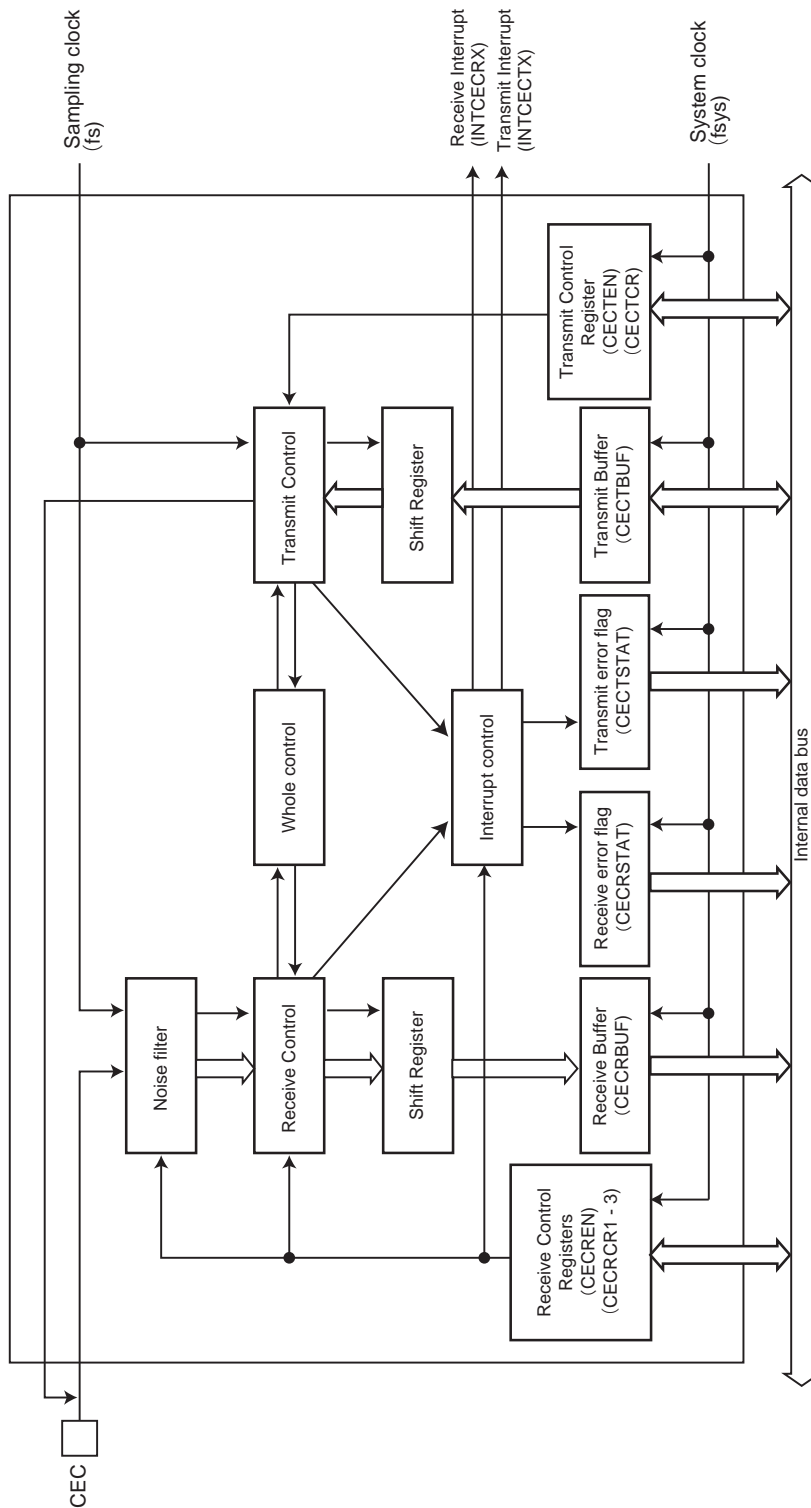 CEC
Sampling clock
(fs)
Noise filter
Receive Control
Whole control
Transmit Control
Shift Register
Shift Register
Receive Interrupt
(INTCECRX)
Transmit Interrupt
(INTCECTX)
Interrupt control
Receive Control
Registers
(CECREN)
(CECRCR1 - 3)
Receive Buffer
(CECRBUF)
Receive error flag
(CECRSTAT)
Transmit error flag
(CECTSTAT)
Transmit Buffer
(CECTBUF)
Transmit Control
Register
(CECTEN)
(CECTCR)
System clock
(fsys)
Internal data bus